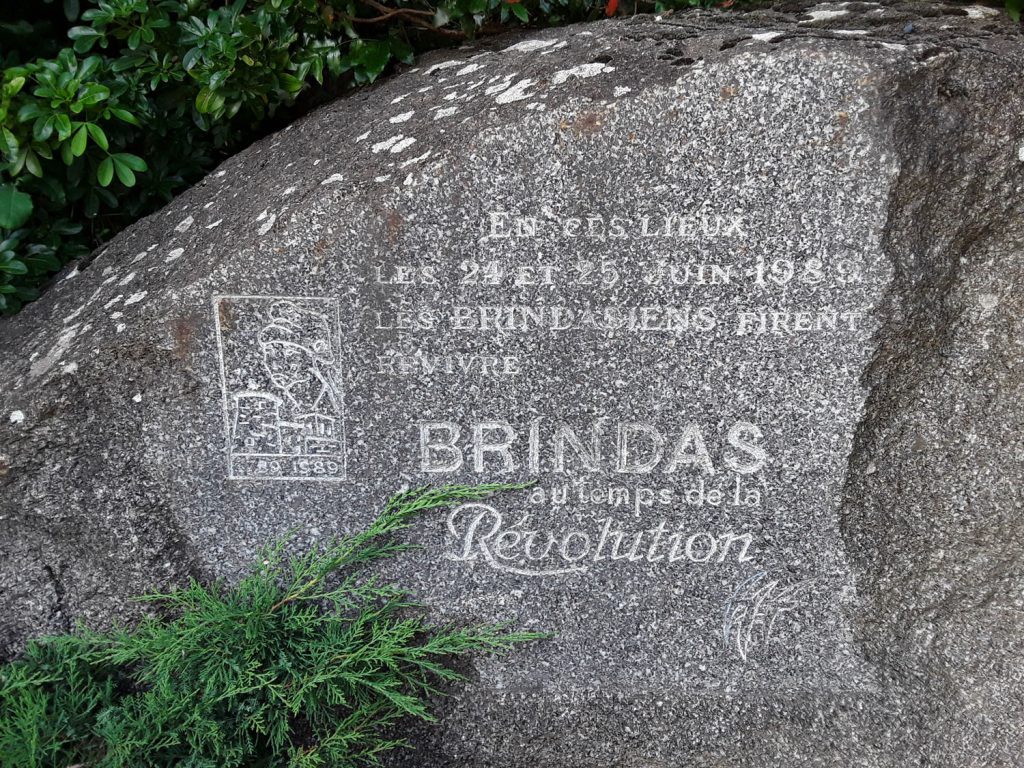 EN CES LIEUX
LES 24 ET 25 JUIN 1989
LES BRINDASIENS FIRENT
REVIVRE
BRINDAS
au temps de la
Révolution
1789 1989